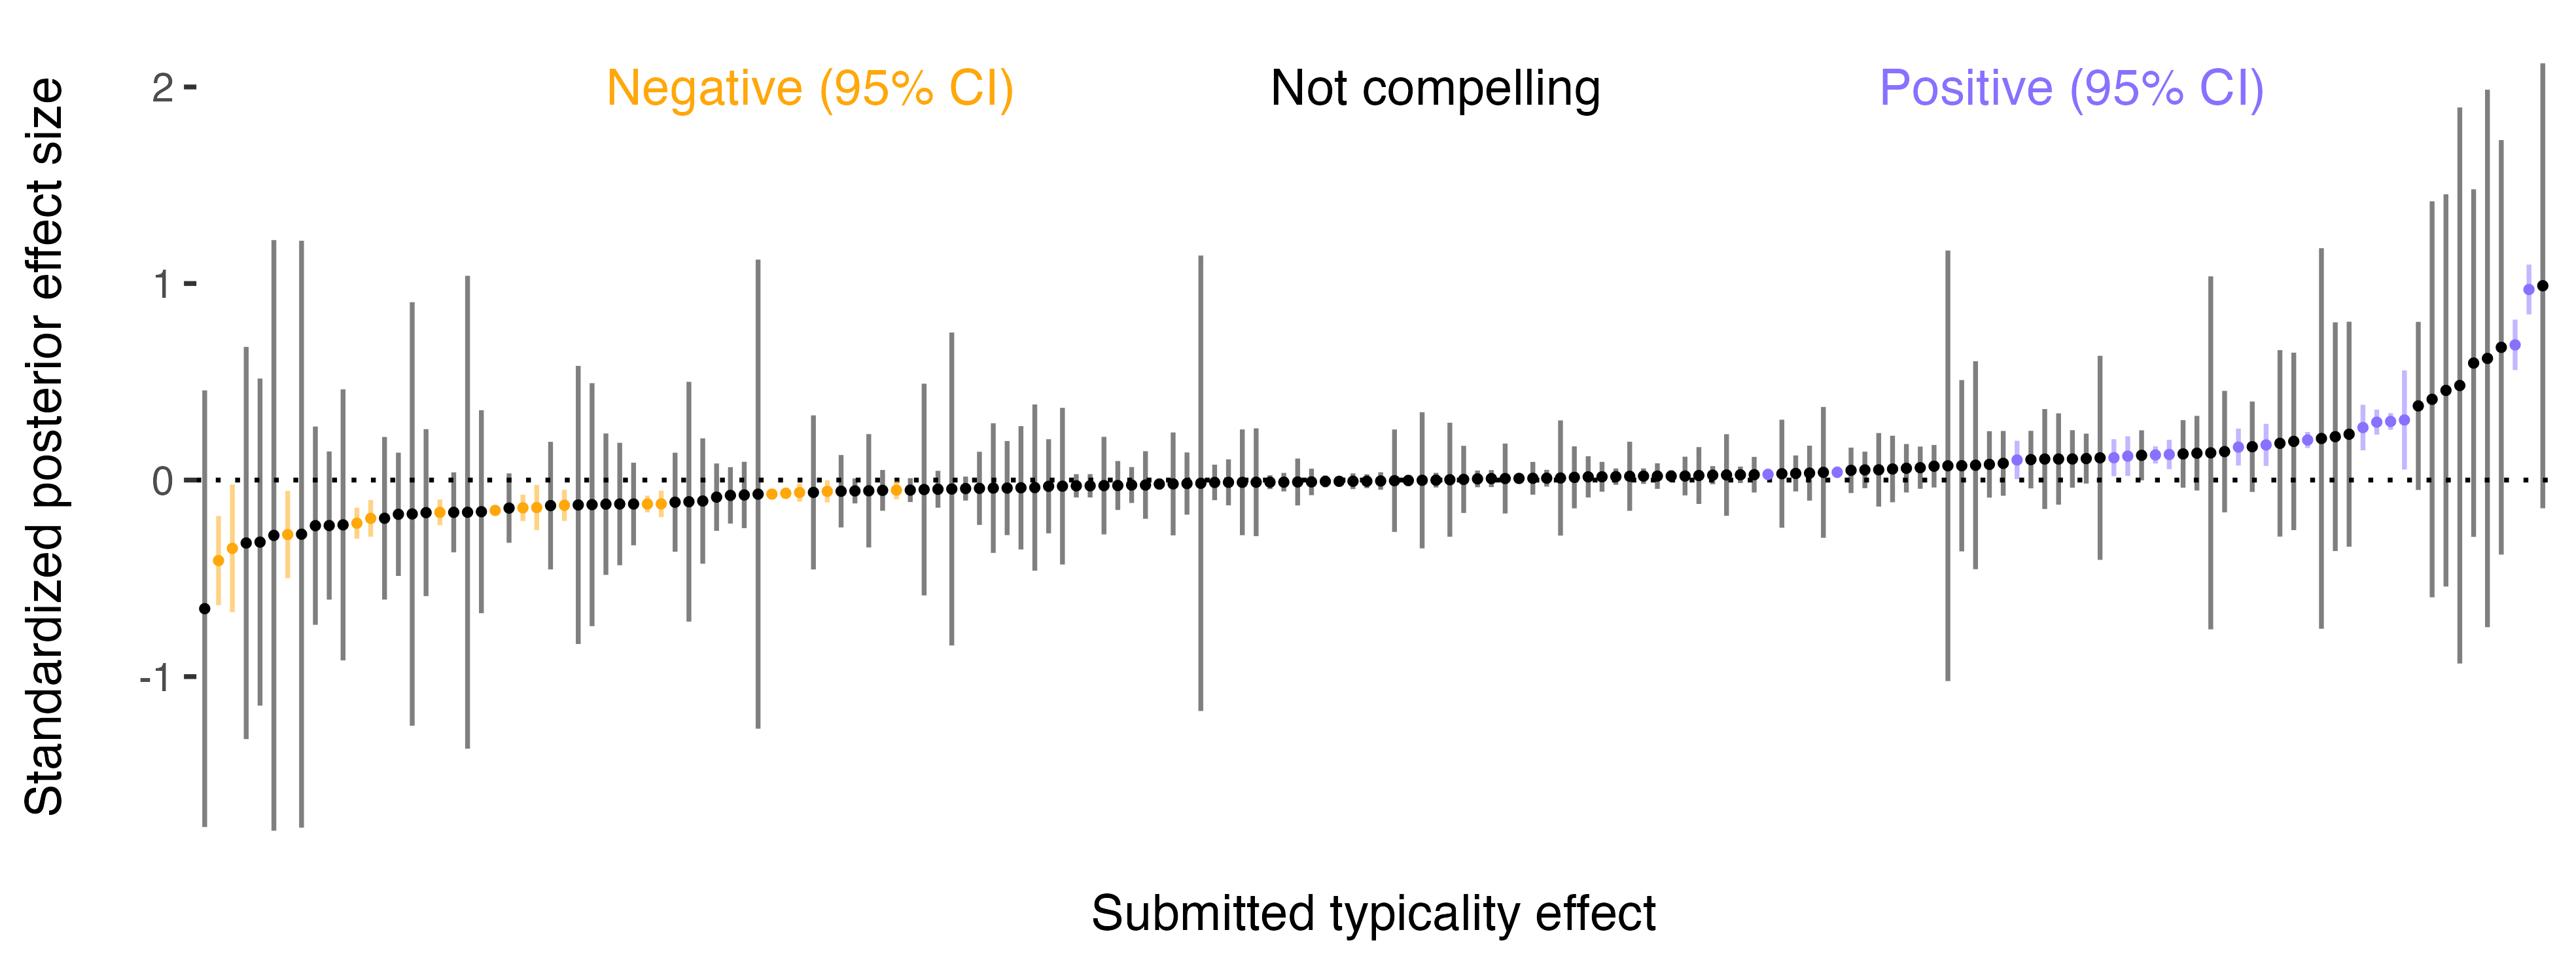 Standardized posterior effect size
2
1
0
-1
Negative (95% CI)
Not compelling
Positive (95% CI)
Submitted typicality effect